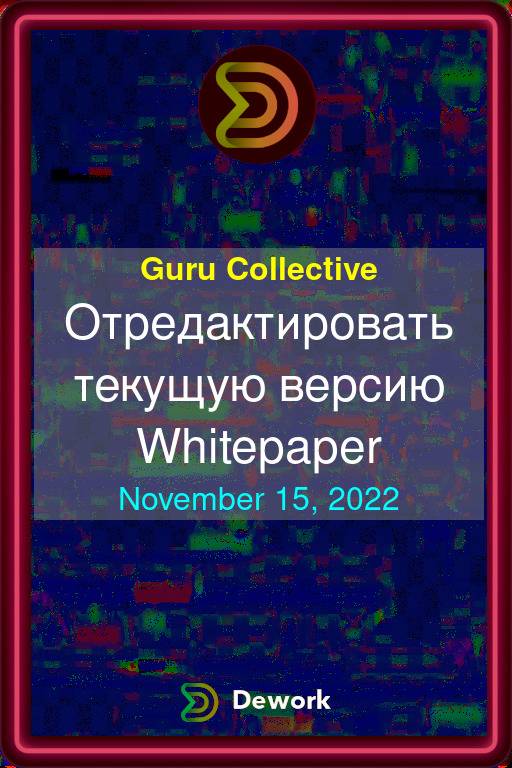 Guru Collective
Отредактировать
текущую версию
Whitepaper
November 15, 2022
Dework